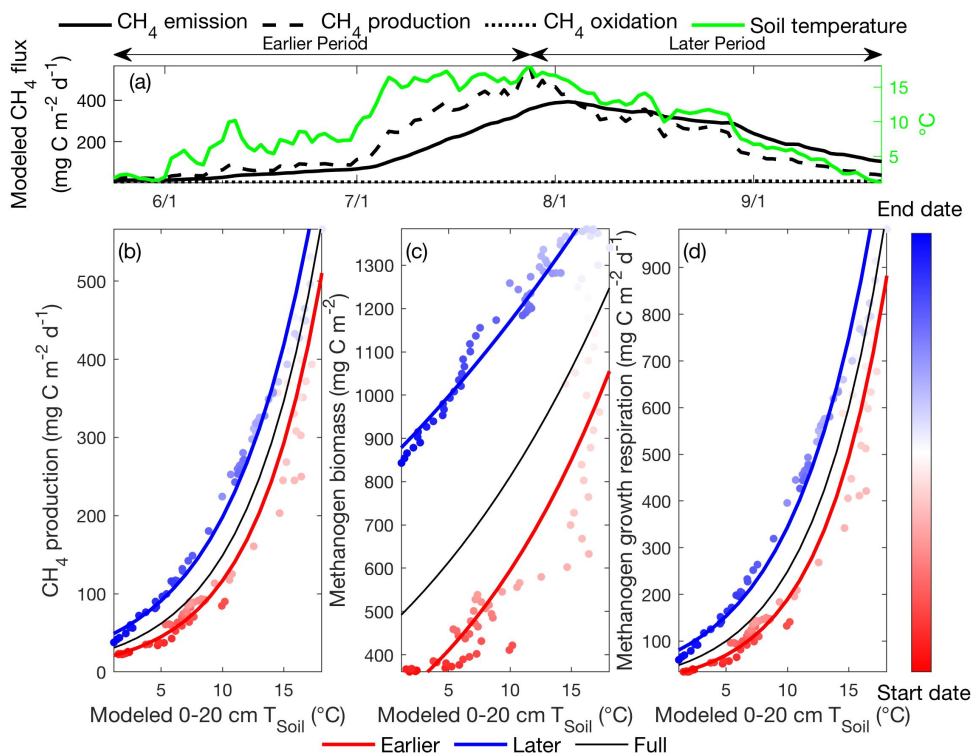 CH4 emission CH4 production CH4 oxidation Soil temperature
Earlier Period Later Period
Modeled CH4 flux
(mg C m-2 d-1)
(a)
400
200
15
10
5
°C
6/1 7/1 8/1 9/1
End date
Start date
(b)
CH4 production (mg C m-2 d-1)
500
400
300
200
100
0
5 10 15
Modeled 0-20 cm TSoil (°C)
(c)
Methanogen biomass (mg C m-2)
1300
1200
1100
1000
900
800
700
600
500
400
5 10 15
Modeled 0-20 cm TSoil (°C)
(d)
Methanogen growth respiration (mg C m-2 d-1)
900
800
700
600
500
400
300
200
100
5 10 15
Modeled 0-20 cm TSoil (°C)
Earlier Later Full